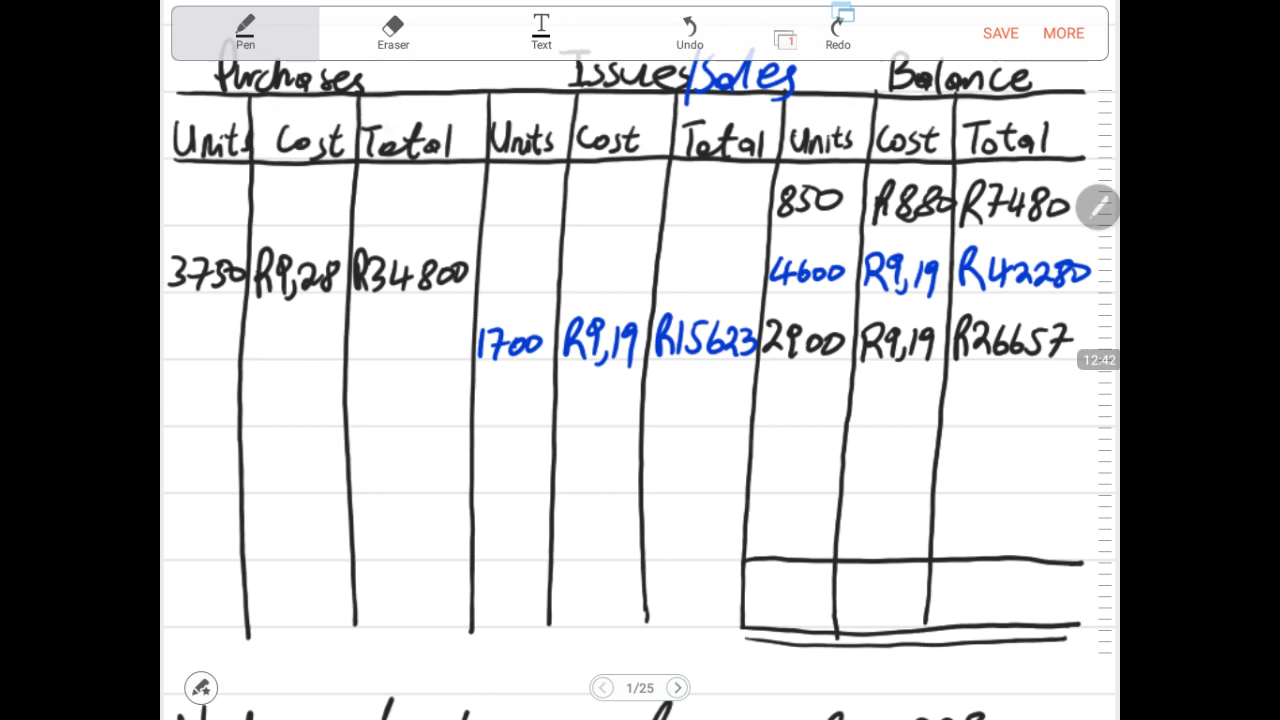 Pen Eraser Text Undo 1 Redo SAVE MORE
Purchases Issues/Sales Balance
Units Cost Total Units Cost Total Units Cost Total
850 R880 R7480
3750 R9,28 R34800 4600 R9,19 R42280
1700 R9,19 R15623 2900 R9,19 R26657
12:42
1/25